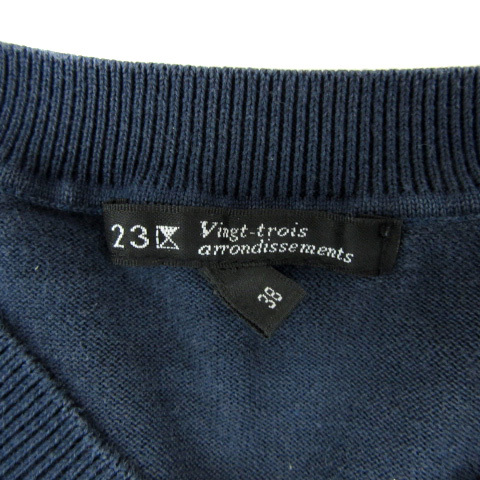 23区 Vingt-trois
arrondissements
38